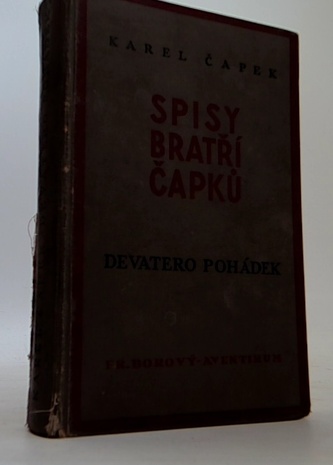 KAREL ČAPEK
SPISY
BRATŘÍ
ČAPKŮ
DEVATERO POHÁDEK
FR. BOROVÝ - AVENTINUM